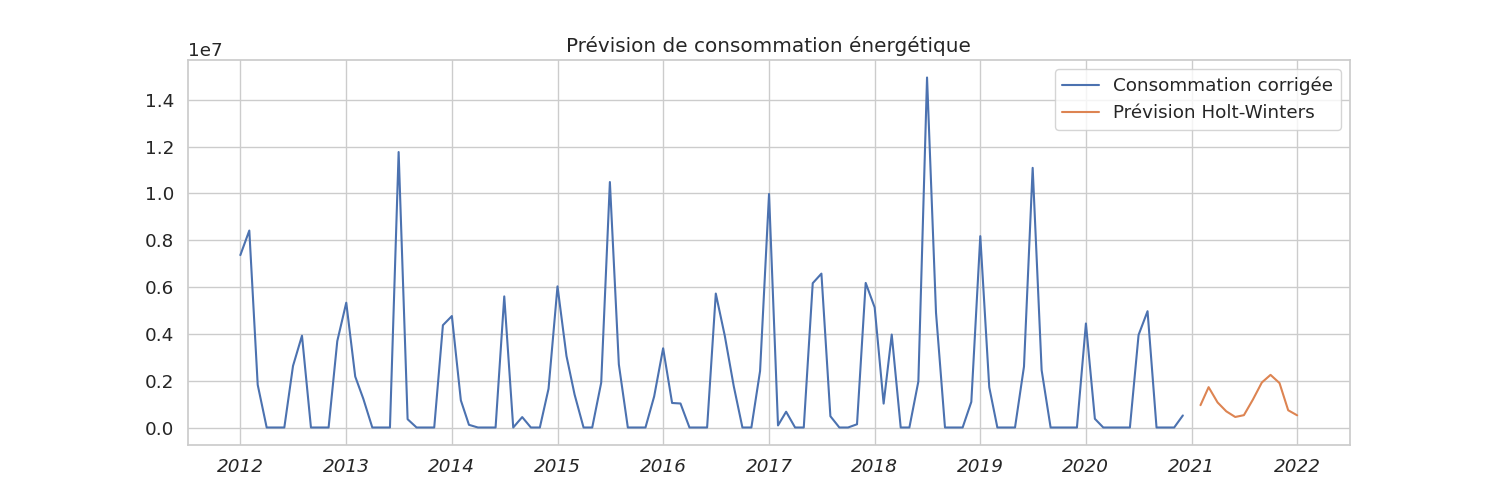 Prévision de consommation énergétique
1e7
Consommation corrigée
Prévision Holt-Winters
1.4
1.2
1.0
0.8
0.6
0.4
0.2
0.0
2012 2013 2014 2015 2016 2017 2018 2019 2020 2021 2022